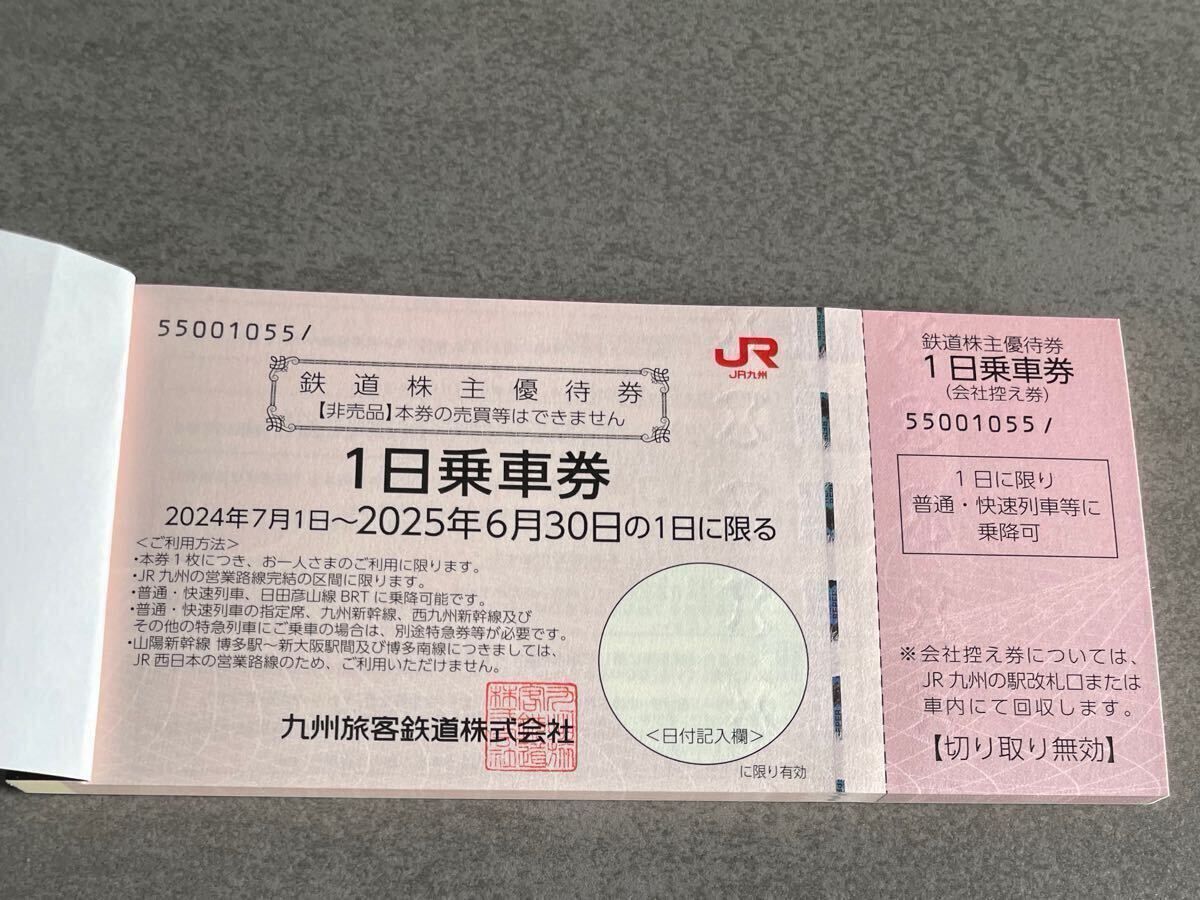 55001055/
JR
JR九州
鉄道株主優待券
【非売品】本券の売買等はできません
1日乗車券
2024年7月1日～2025年6月30日の1日に限る
＜ご利用方法＞
・本券1枚につき、お一人さまのご利用に限ります。
・JR九州の営業路線完結の区間に限ります。
・普通・快速列車、日田彦山線BRTに乗降可能です。
・普通・快速列車の指定席、九州新幹線、西九州新幹線及び
その他の特急列車にご乗車の場合は、別途特急券等が必要です。
・山陽新幹線 博多駅～新大阪駅間及び博多南線につきましては、
JR西日本の営業路線のため、ご利用いただけません。
九州旅客鉄道株式会社
＜日付記入欄＞
に限り有効
鉄道株主優待券
1日乗車券
(会社控え券)
55001055/
1日に限り
普通・快速列車等に
乗降可
※会社控え券については、
JR九州の駅改札口または
車内にて回収します。
【切り取り無効】